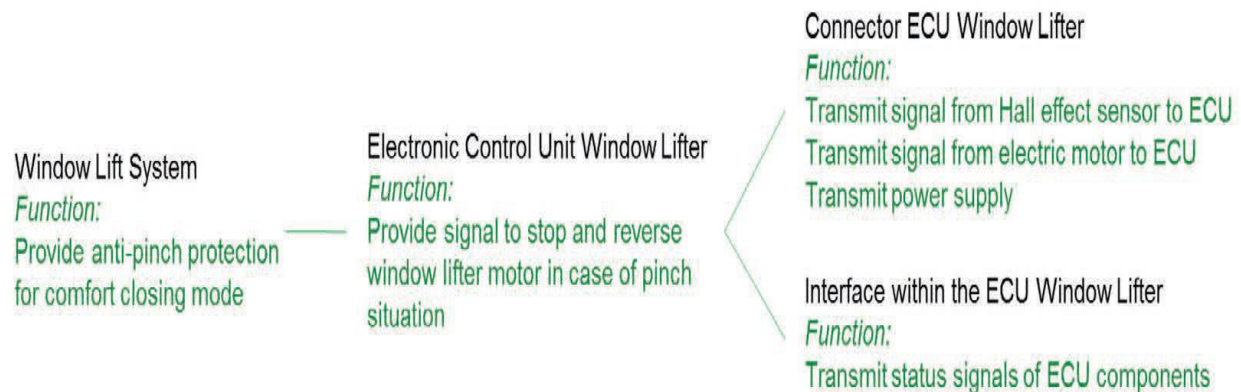 Window Lift System
Function:
Provide anti-pinch protection
for comfort closing mode
Electronic Control Unit Window Lifter
Function:
Provide signal to stop and reverse
window lifter motor in case of pinch
situation
Connector ECU Window Lifter
Function:
Transmit signal from Hall effect sensor to ECU
Transmit signal from electric motor to ECU
Transmit power supply
Interface within the ECU Window Lifter
Function:
Transmit status signals of ECU components